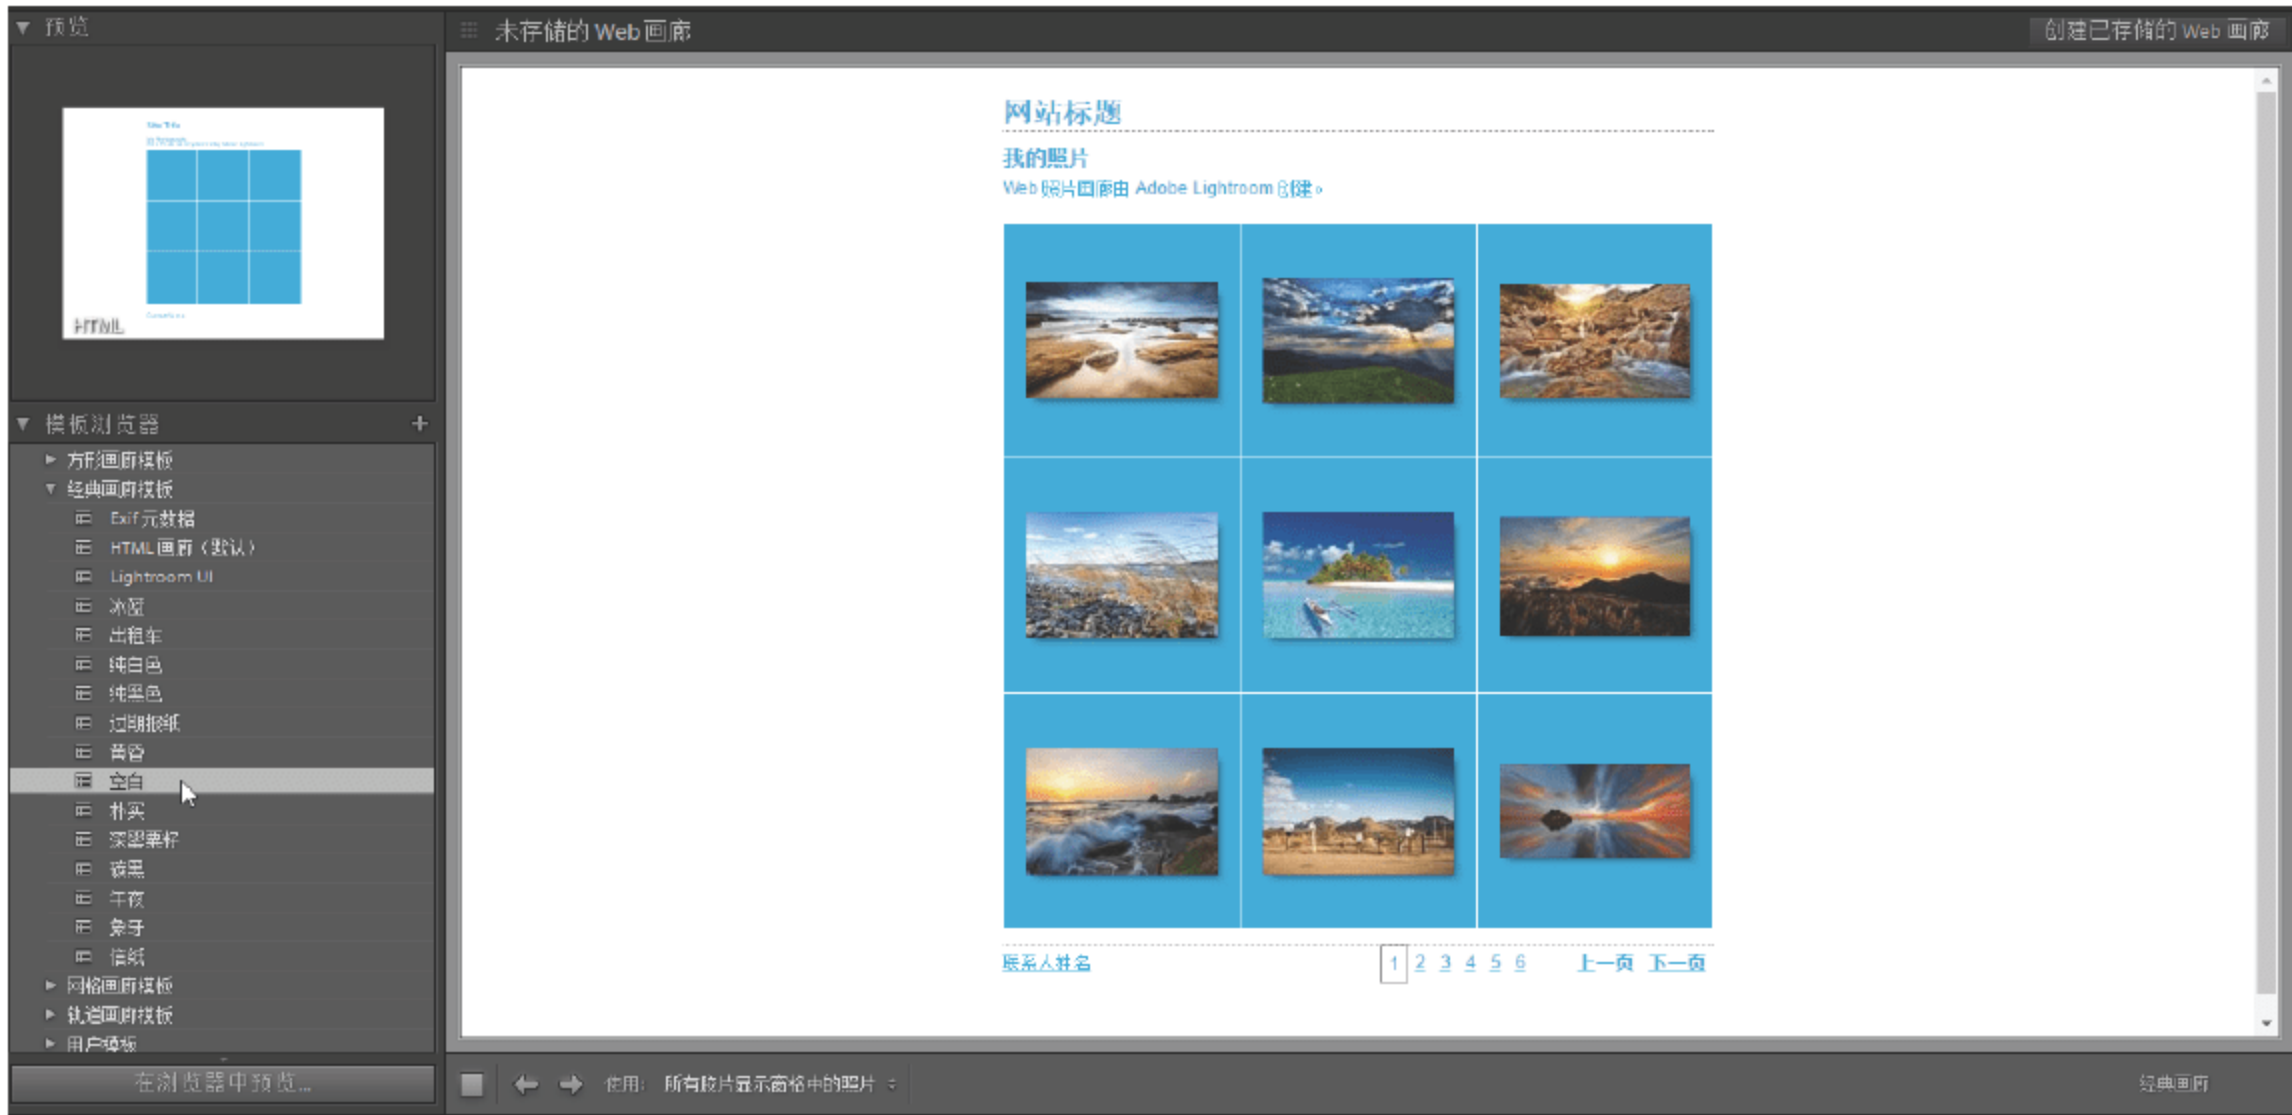 预览
HTML
模板浏览器
方形画廊模板
经典画廊模板
Exif 元数据
HTML 画廊（默认）
Lightroom UI
冰蓝
出租车
纯白色
纯黑色
过期报纸
黄昏
空白
朴实
碳黑
午夜
象牙
信纸
网格画廊模板
轨道画廊模板
用户模板
在浏览器中预览...
未存储的 Web 画廊
创建已存储的 Web 画廊
网站标题
我的照片
Web 照片画廊由 Adobe Lightroom 创建。
联系人姓名
1 2 3 4 5 6 上一页 下一页
使用: 所有胶片显示窗格中的照片
经典画廊